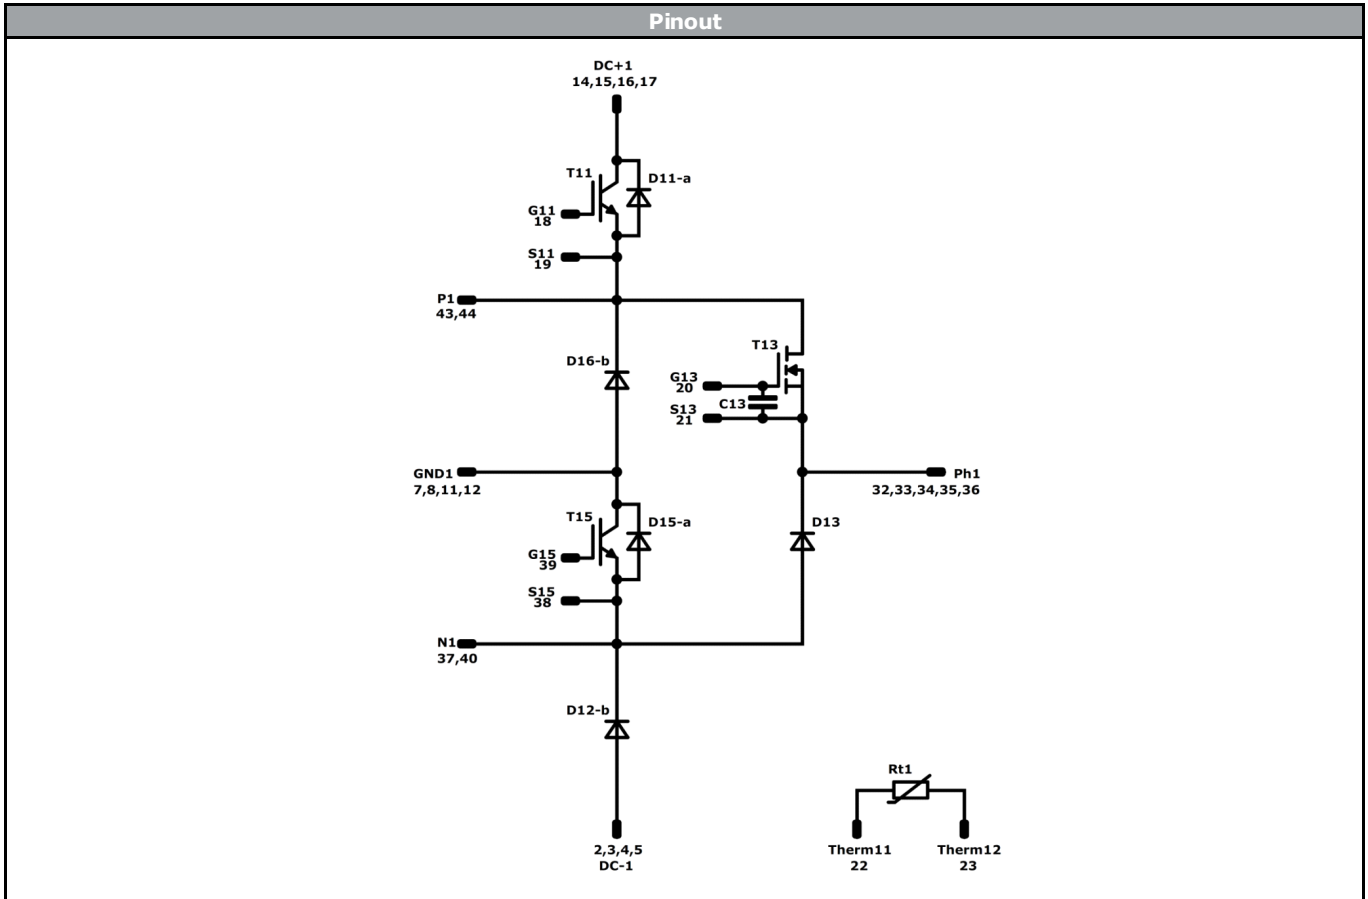 Pinout
DC+1
14,15,16,17
T11
D11-a
G11
18
S11
19
P1
43,44
T13
D16-b
G13
20
C13
S13
21
GND1
7,8,11,12
Ph1
32,33,34,35,36
T15
D15-a
D13
G15
39
S15
38
N1
37,40
D12-b
Rt1
2,3,4,5
DC-1
Therm11
22
Therm12
23